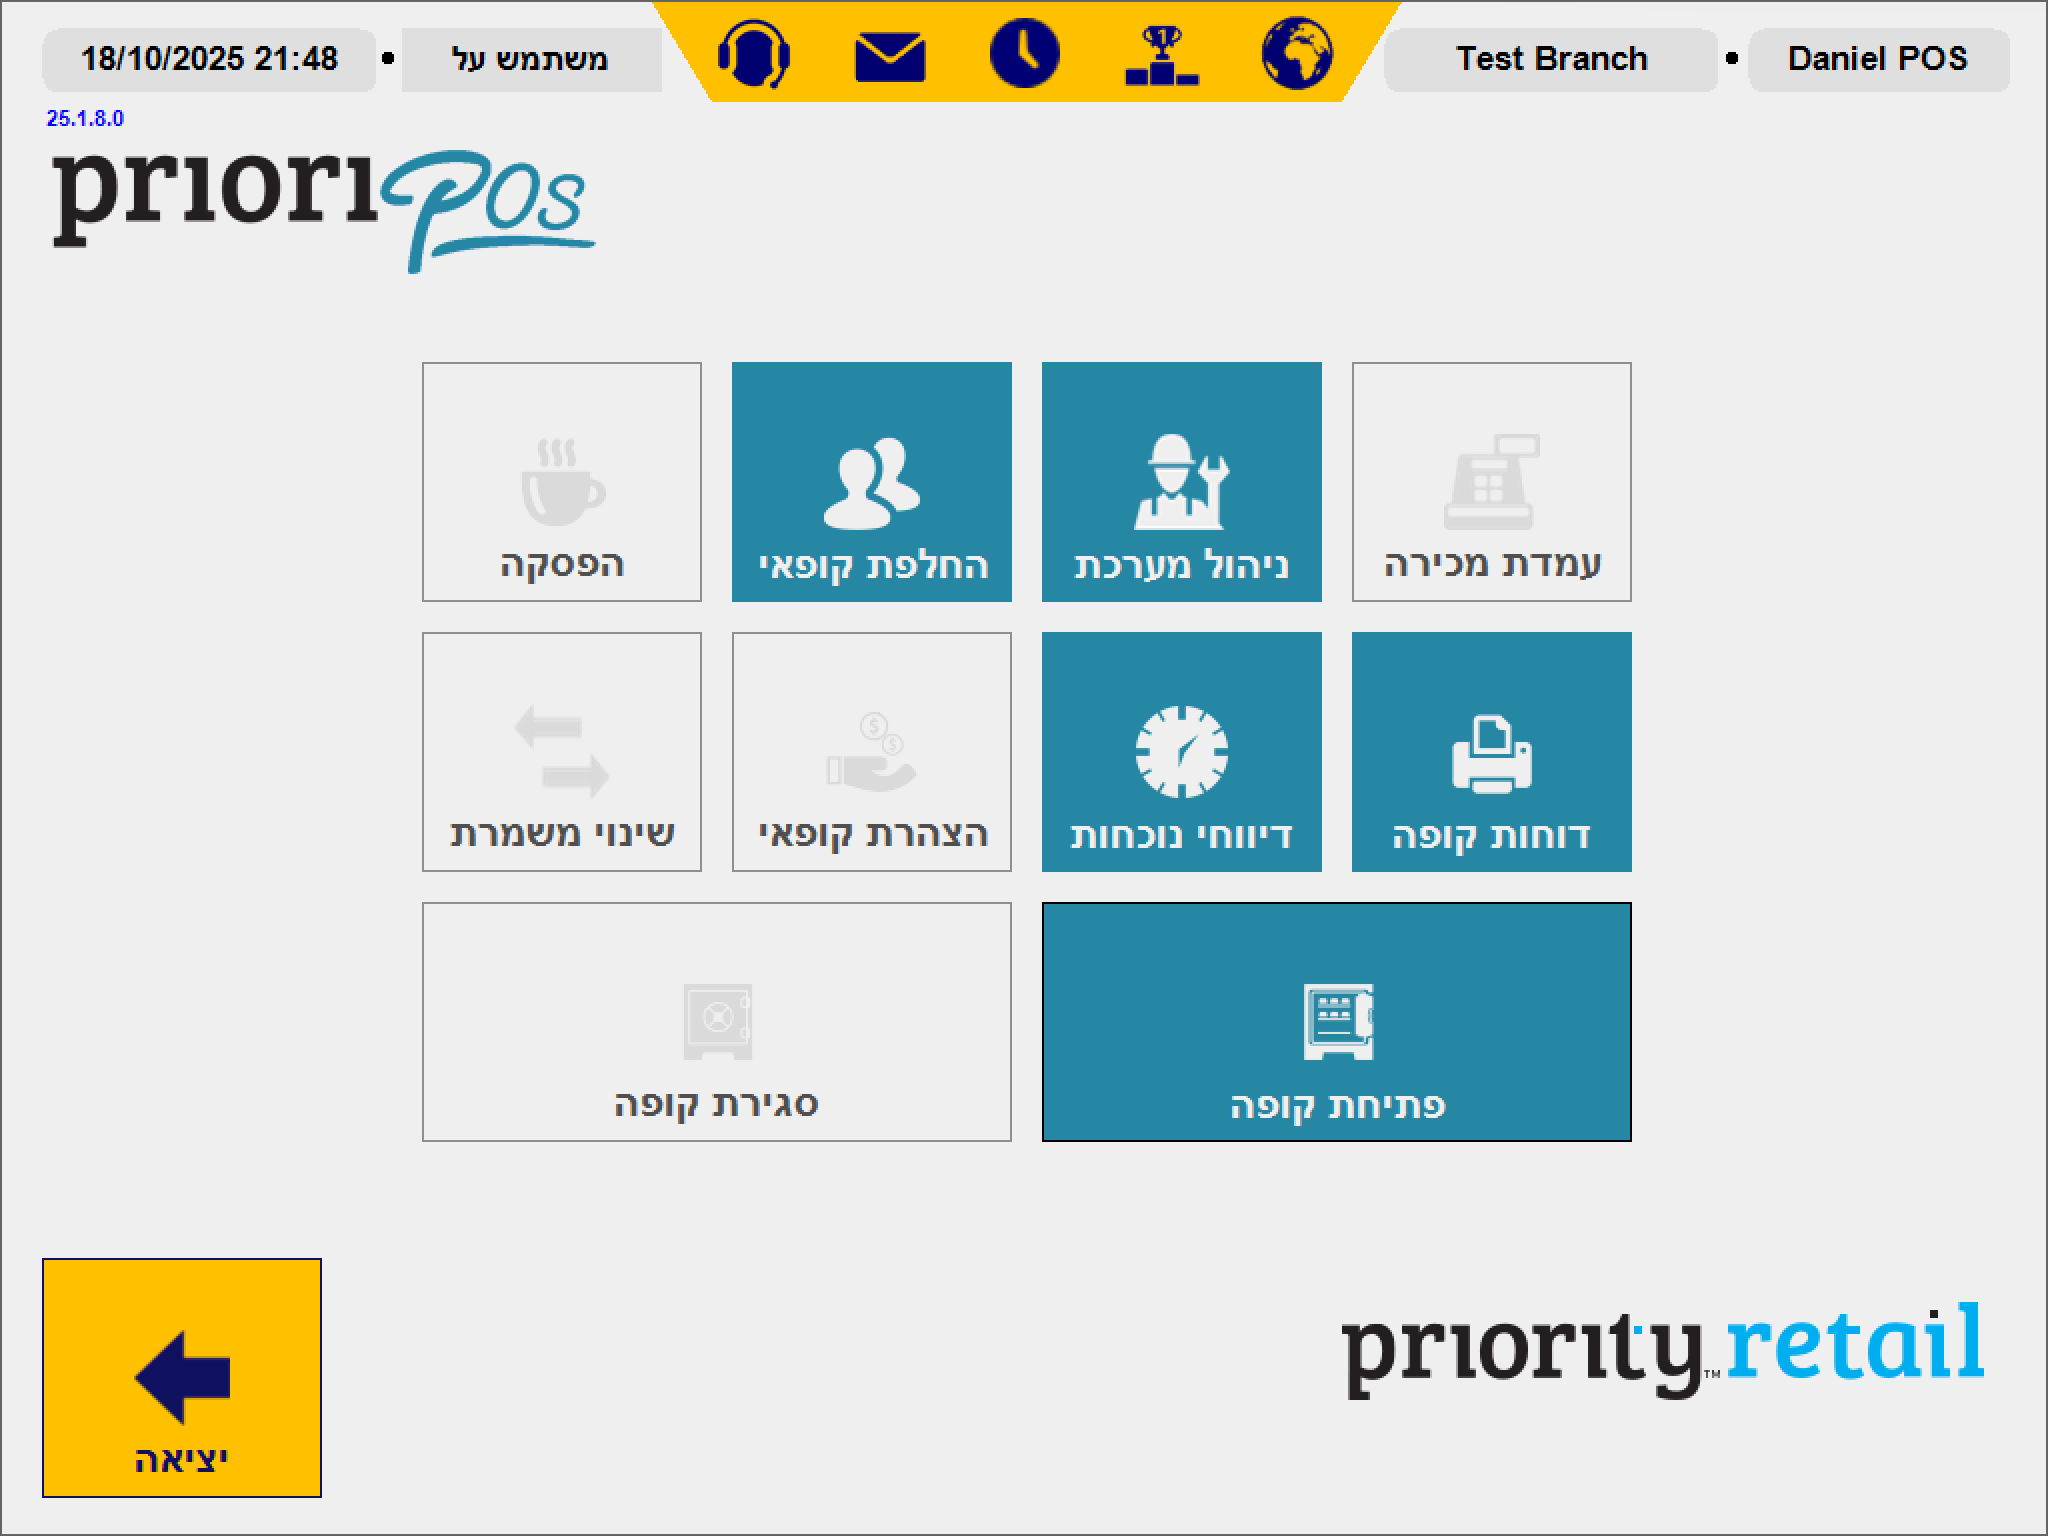 18/10/2025 21:48
משתמש על
Test Branch
Daniel POS
25.1.8.0
prioriPOS
עמדת מכירה
ניהול מערכת
החלפת קופאי
הפסקה
דוחות קופה
דיווחי נוכחות
הצהרת קופאי
שינוי משמרת
פתיחת קופה
סגירת קופה
יציאה
priority™ retail